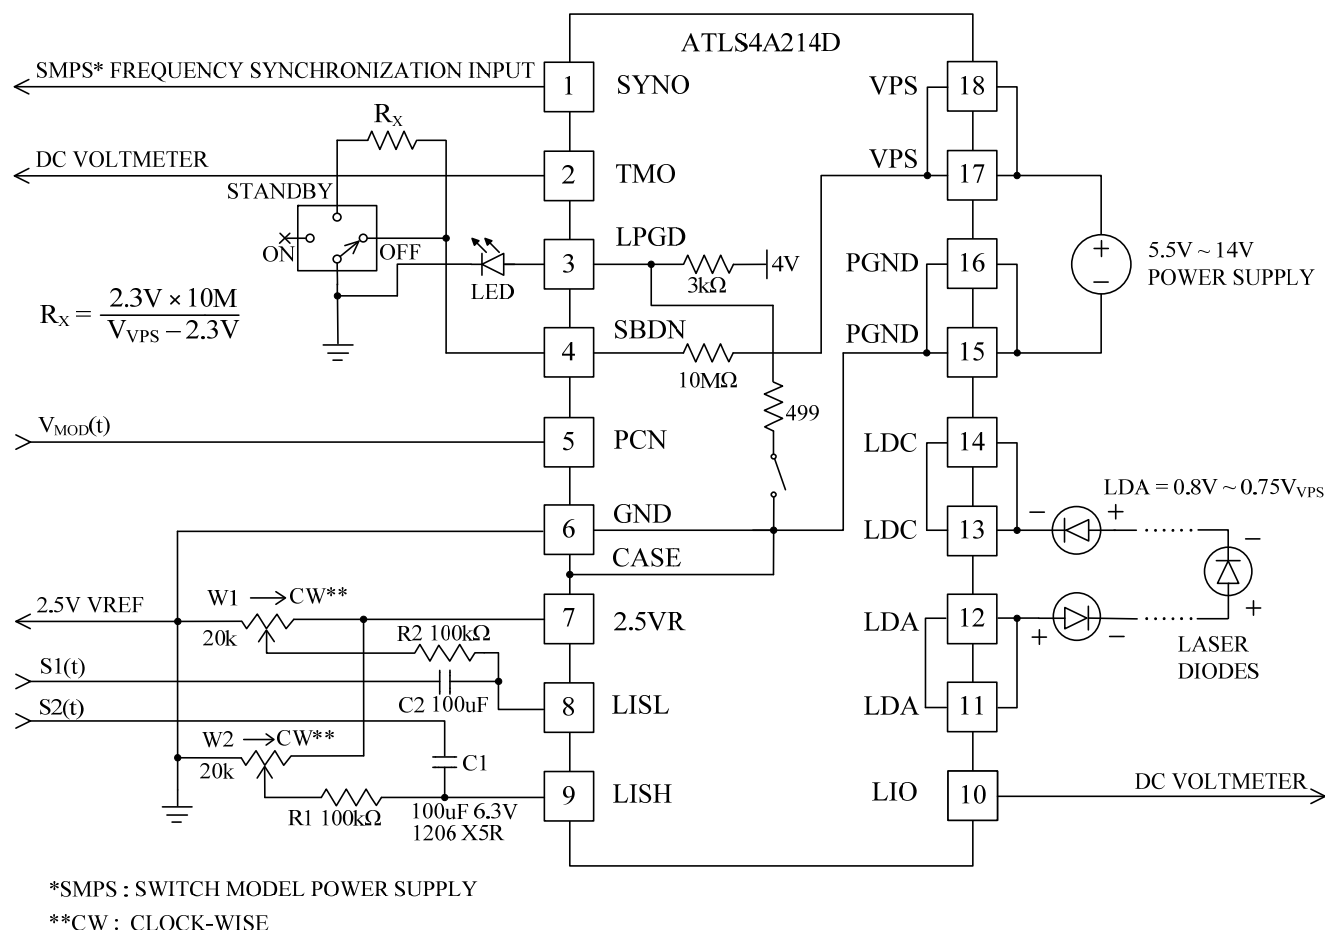 ATLS4A214D
SMPS* FREQUENCY SYNCHRONIZATION INPUT
1
SYNO
VPS
18
RX
DC VOLTMETER
2
TMO
VPS
17
STANDBY
ON
OFF
LED
3
LPGD
3kΩ
4V
PGND
16
5.5V ~ 14V
POWER SUPPLY
+
−
RX = 2.3V × 10M / VVPS − 2.3V
4
SBDN
10MΩ
PGND
15
499
VMOD(t)
5
PCN
LDC
14
LDA = 0.8V ~ 0.75VVPS
6
GND
LDC
13
− +
CASE
−
+
2.5V VREF
W1 → CW**
20k
7
2.5VR
LDA
12
+ −
LASER
DIODES
R2 100kΩ
S1(t)
C2 100uF
8
LISL
LDA
11
S2(t)
W2 → CW**
20k
C1
R1 100kΩ
100uF 6.3V
1206 X5R
9
LISH
LIO
10
DC VOLTMETER
*SMPS : SWITCH MODEL POWER SUPPLY
**CW : CLOCK-WISE